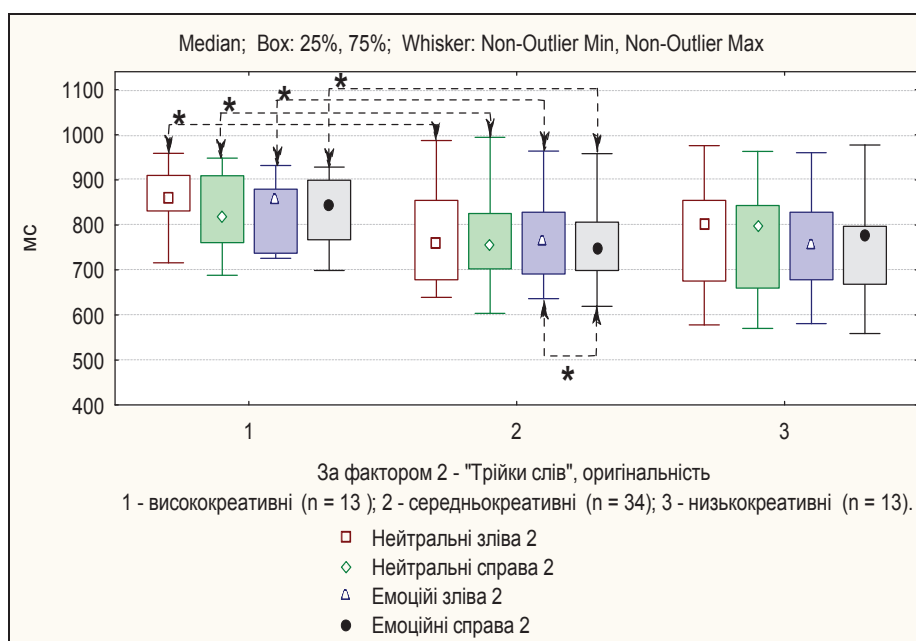 Median; Box: 25%, 75%; Whisker: Non-Outlier Min, Non-Outlier Max
1100
1000
900
800
700
600
500
400
мс
* * * *
*
1 2 3
За фактором 2 - "Трійки слів", оригінальність
1 - висококреативні (n = 13 ); 2 - середньокреативні (n = 34); 3 - низькокреативні (n = 13).
Нейтральні зліва 2
Нейтральні справа 2
Емоційі зліва 2
Емоційні справа 2